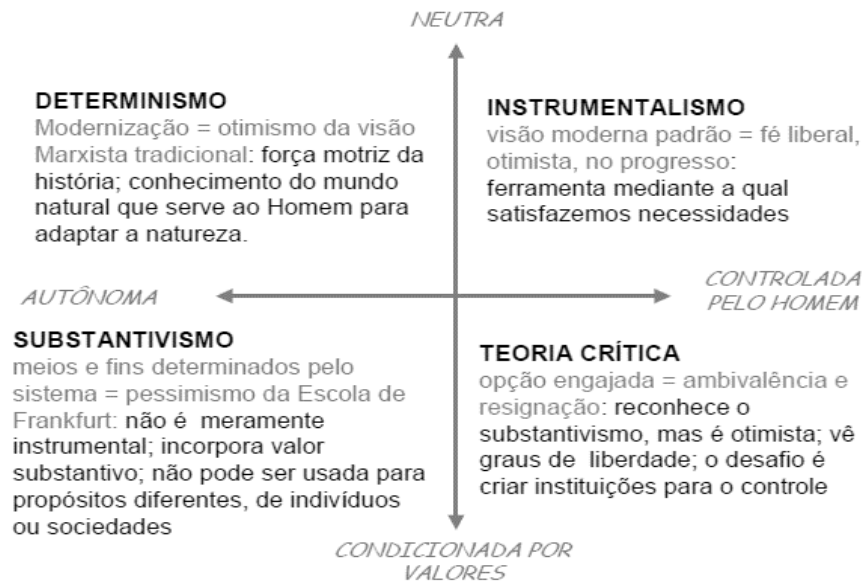 NEUTRA
DETERMINISMO
Modernização = otimismo da visão
Marxista tradicional: força motriz da
história; conhecimento do mundo
natural que serve ao Homem para
adaptar a natureza.
INSTRUMENTALISMO
visão moderna padrão = fé liberal,
otimista, no progresso:
ferramenta mediante a qual
satisfazemos necessidades
AUTÔNOMA
CONTROLADA
PELO HOMEM
SUBSTANTIVISMO
meios e fins determinados pelo
sistema = pessimismo da Escola de
Frankfurt: não é meramente
instrumental; incorpora valor
substantivo; não pode ser usada para
propósitos diferentes, de indivíduos
ou sociedades
TEORIA CRÍTICA
opção engajada = ambivalência e
resignação: reconhece o
substantivismo, mas é otimista; vê
graus de liberdade; o desafio é
criar instituições para o controle
CONDICIONADA POR
VALORES